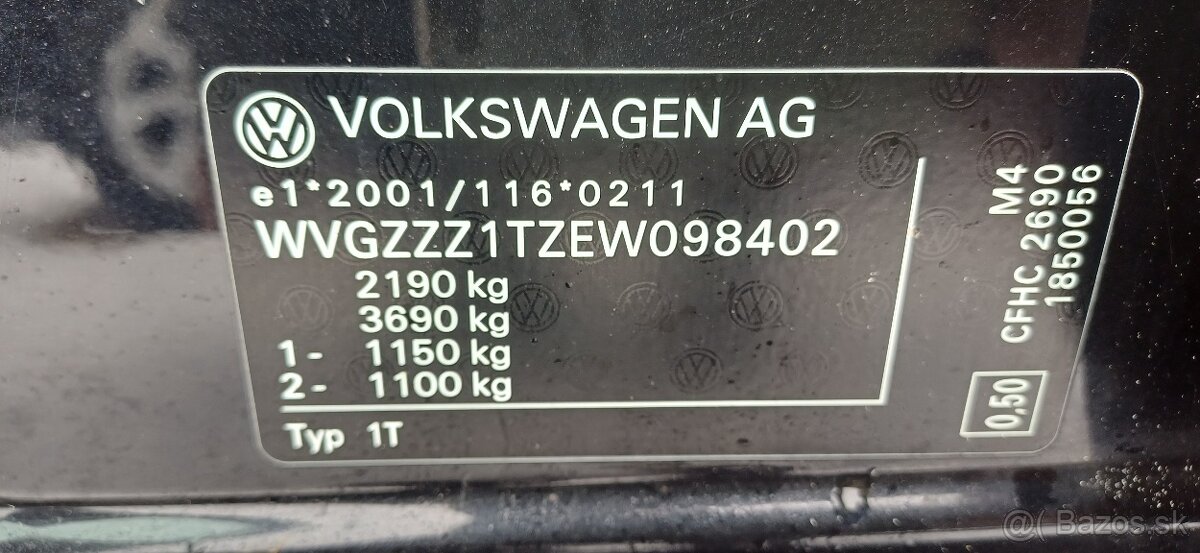 VOLKSWAGEN AG
e1*2001/116*0211
WVGZZZ1TZEW098402
2190 kg
3690 kg
1- 1150 kg
2- 1100 kg
Typ 1T
M4
CFHC 2690
1850056
0,50
@( Bazos.sk